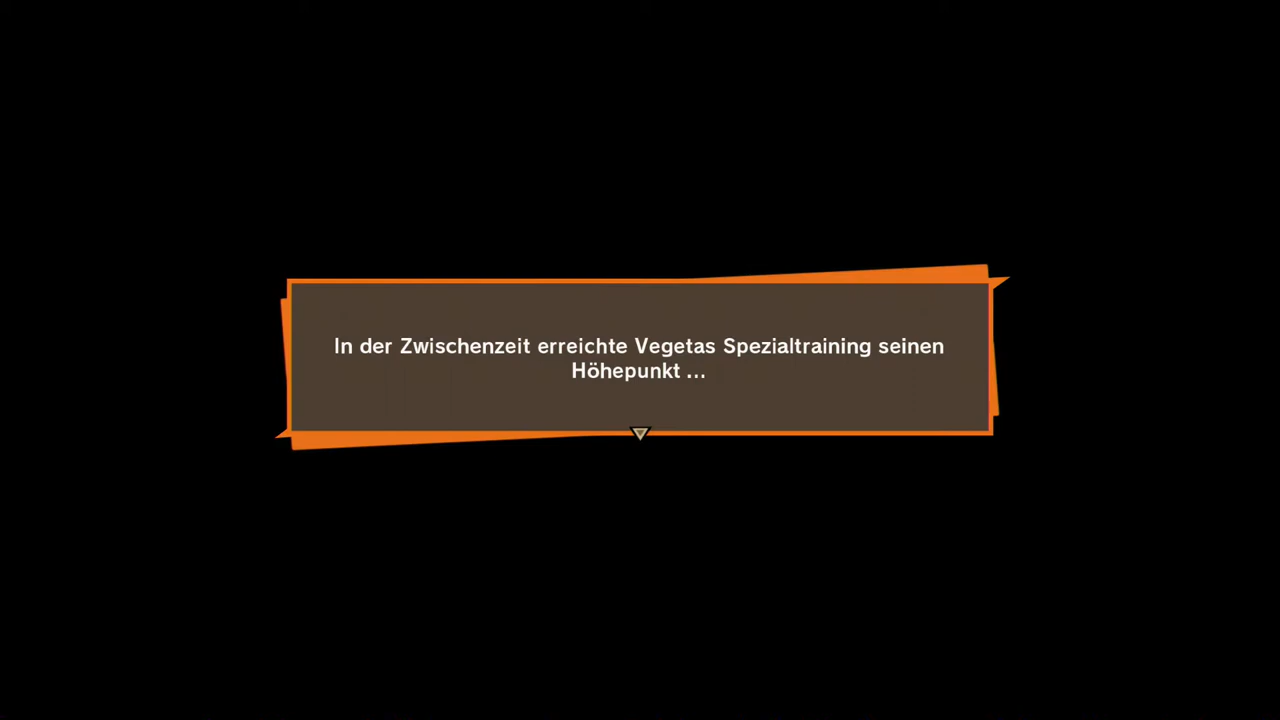 In der Zwischenzeit erreichte Vegetas Spezialtraining seinen
Höhepunkt ...